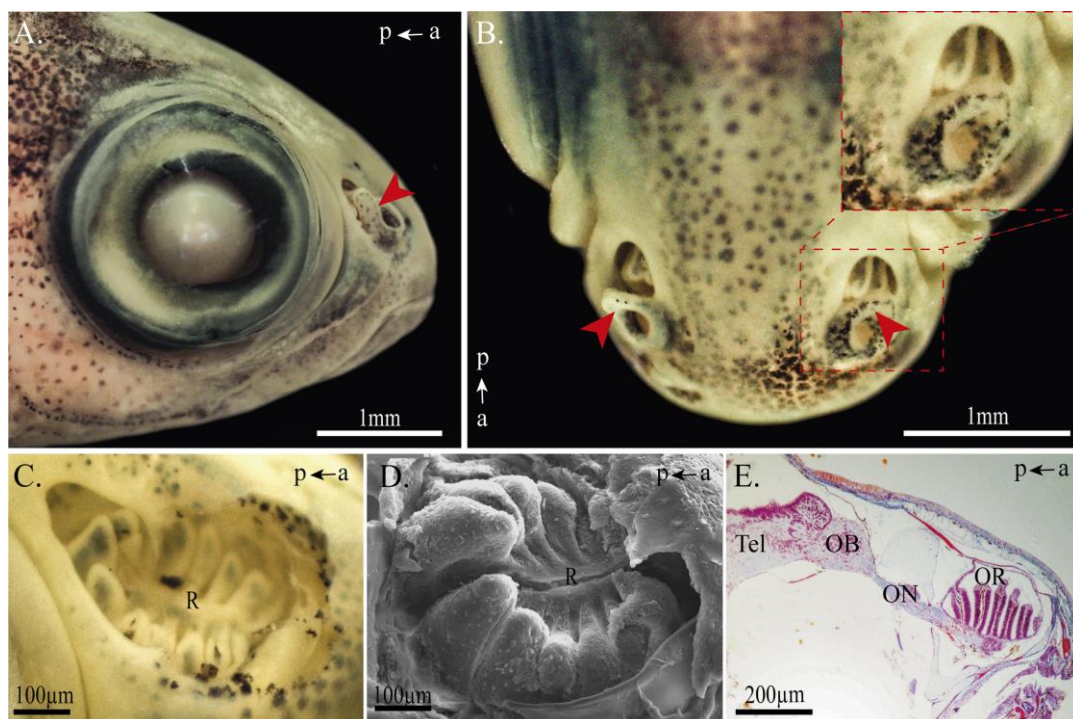 A.
p ← a
1mm
B.
p
↑
a
1mm
C.
p ← a
R
100µm
D.
p ← a
R
100µm
E.
p ← a
Tel
OB
ON
OR
200µm